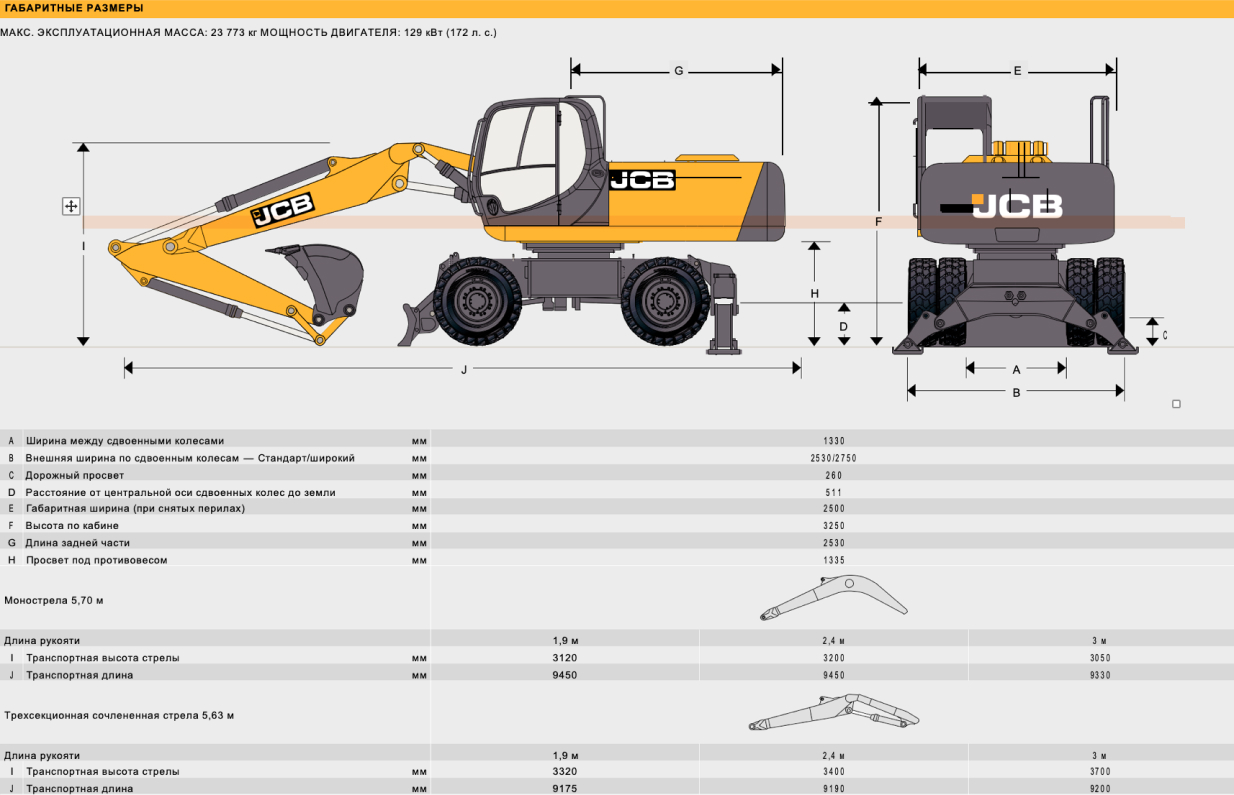 ГАБАРИТНЫЕ РАЗМЕРЫ
МАКС. ЭКСПЛУАТАЦИОННАЯ МАССА: 23 773 кг МОЩНОСТЬ ДВИГАТЕЛЯ: 129 кВт (172 л. с.)
G
E
JCB
JCB
JCB
I
F
H
D
C
J
A
B
A Ширина между сдвоенными колесами мм 1330
B Внешняя ширина по сдвоенным колесам — Стандарт/широкий мм 2530/2750
C Дорожный просвет мм 260
D Расстояние от центральной оси сдвоенных колес до земли мм 511
E Габаритная ширина (при снятых перилах) мм 2500
F Высота по кабине мм 3250
G Длина задней части мм 2530
H Просвет под противовесом мм 1335
Монострела 5,70 м
Длина рукояти 1,9 м 2,4 м 3 м
I Транспортная высота стрелы мм 3120 3200 3050
J Транспортная длина мм 9450 9450 9330
Трехсекционная сочлененная стрела 5,63 м
Длина рукояти 1,9 м 2,4 м 3 м
I Транспортная высота стрелы мм 3320 3400 3700
J Транспортная длина мм 9175 9190 9200